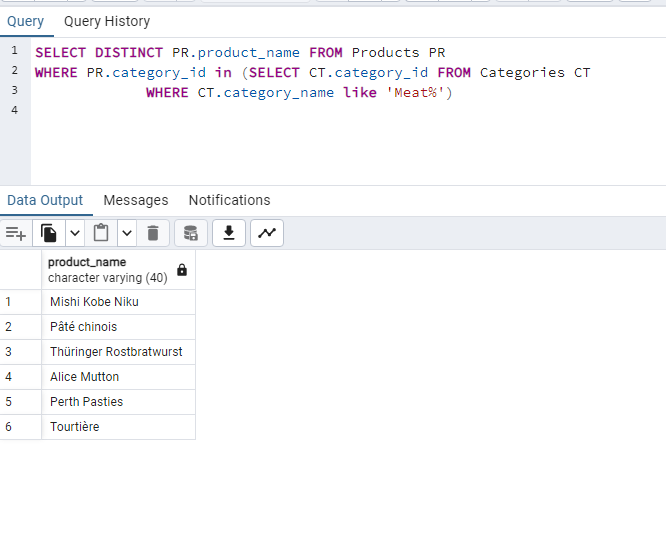 Query Query History
1 SELECT DISTINCT PR.product_name FROM Products PR
2 WHERE PR.category_id in (SELECT CT.category_id FROM Categories CT
3 WHERE CT.category_name like 'Meat%')
4
Data Output Messages Notifications
product_name
character varying (40)
1 Mishi Kobe Niku
2 Pâté chinois
3 Thüringer Rostbratwurst
4 Alice Mutton
5 Perth Pasties
6 Tourtière